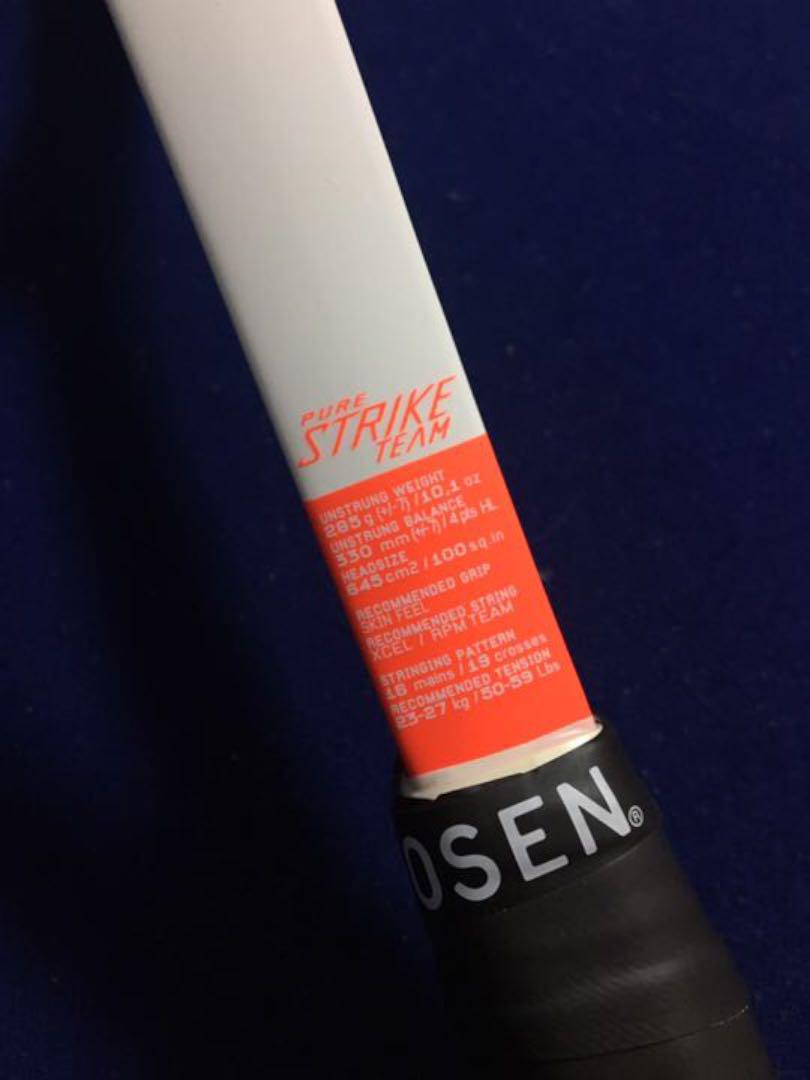 PURE
STRIKE
TEAM
UNSTRUNG WEIGHT
285g (+/-7) / 10,1 oz
UNSTRUNG BALANCE
330 mm (+/-7) / 4 pts HL
HEADSIZE
645 cm2 / 100 sq.in
RECOMMENDED GRIP
SKIN FEEL
RECOMMENDED STRING
XCEL / RPM TEAM
STRINGING PATTERN
16 mains / 19 crosses
RECOMMENDED TENSION
23-27 kg / 50-59 Lbs
OSEN®